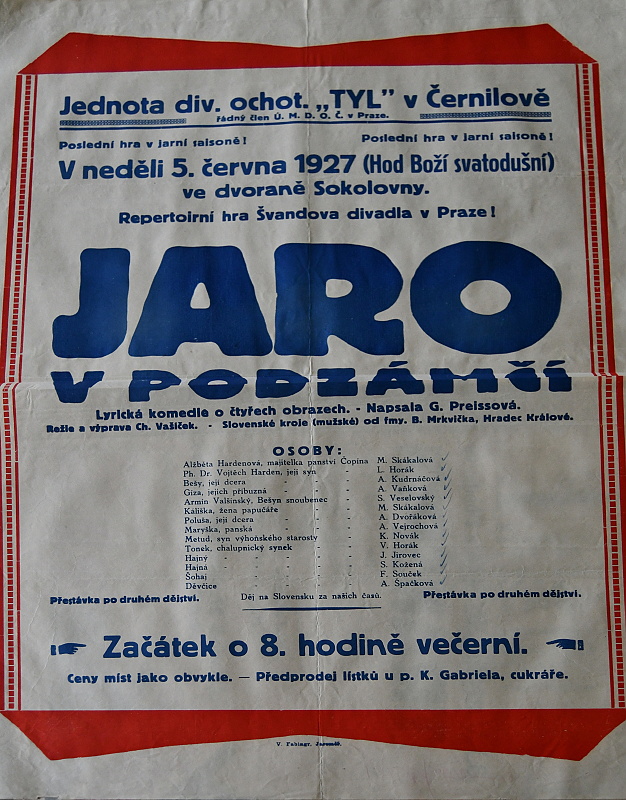 Jednota div. ochot. „TYL” v Černilově
řádný člen Ú. M. D. O. Č. v Praze.
Poslední hra v jarní saisoně! Poslední hra v jarní saisoně!
V neděli 5. června 1927 (Hod Boží svatodušní)
ve dvoraně Sokolovny.
Repertoirní hra Švandova divadla v Praze!
JARO
V PODZÁMČÍ
Lyrická komedie o čtyřech obrazech. - Napsala G. Preissová.
Režie a výprava Ch. Vašíček. - Slovenské kroje (mužské) od fmy. B. Mrkvička, Hradec Králové.
OSOBY:
Alžběta Hardenová, majitelka panství Čopina M. Skákalová
Ph. Dr. Vojtěch Harden, její syn - L. Horák
Bešy, její dcera - - - A. Kudrnáčová
Giza, jejich příbuzná - - - A. Vaňková
Armin Valšínský, Bešyn snoubenec - S. Veselovský
Kališka, žena papučáře - - - M. Skákalová
Poluša, její dcera - - - A. Dvořáková
Maryška, panská - - - A. Vejrochová
Metud, syn výhoňského starosty - K. Novák
Tonek, chalupnický synek - - V. Horák
Hajný - - - - - J. Jirovec
Hajná - - - - - S. Kožená
Šohaj - - - - - F. Souček
Děvčice - - - - A. Špačková
Přestávka po druhém dějství. Děj na Slovensku za našich časů. Přestávka po druhém dějství.
Začátek o 8. hodině večerní.
Ceny míst jako obvykle. — Předprodej lístků u p. K. Gabriela, cukráře.
V. Fabingr, Jaroměř.